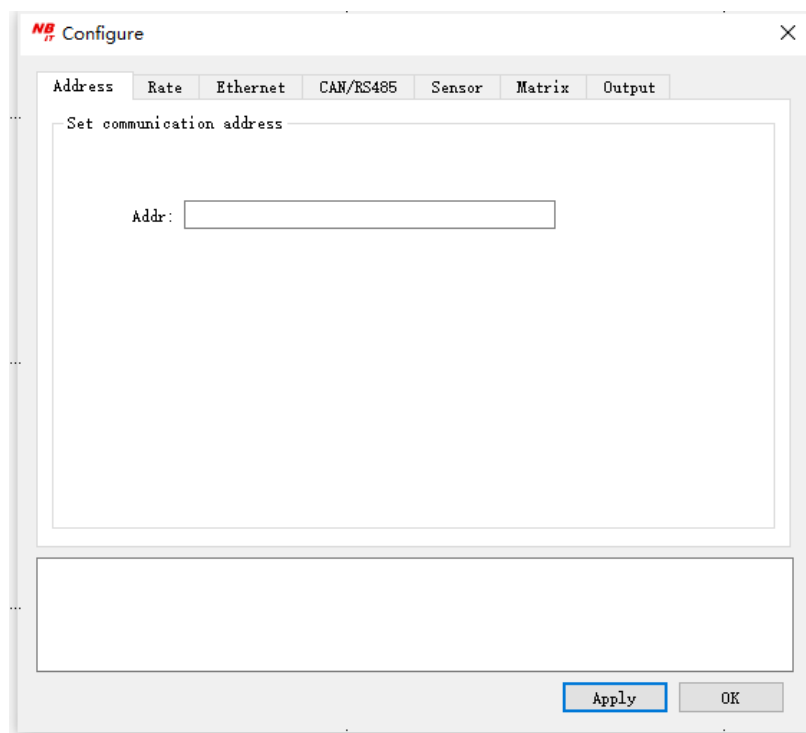 NB IT Configure
Address Rate Ethernet CAN/RS485 Sensor Matrix Output
Set communication address
Addr:
Apply OK